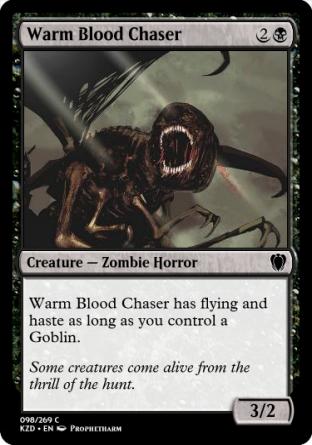 Warm Blood Chaser 2
Creature — Zombie Horror
Warm Blood Chaser has flying and
haste as long as you control a
Goblin.
Some creatures come alive from the
thrill of the hunt.
3/2
098/269 C
KZD • EN Prophetharm